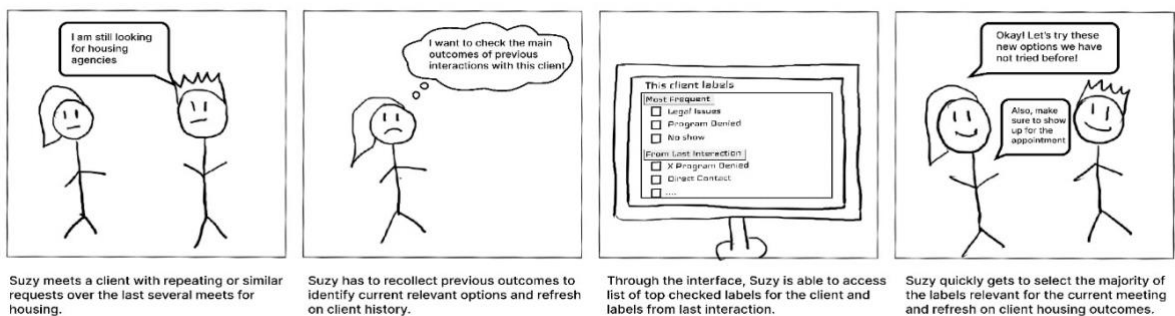 I am still looking
for housing
agencies
I want to check the main
outcomes of previous
interactions with this client
This client labels
Most Frequent
Legal Issues
Program Denied
No show
From Last Interaction
X Program Denied
Direct Contact
....
Okay! Let's try these
new options we have
not tried before!
Also, make
sure to show
up for the
appointment
Suzy meets a client with repeating or similar
requests over the last several meets for
housing.
Suzy has to recollect previous outcomes to
identify current relevant options and refresh
on client history.
Through the interface, Suzy is able to access
list of top checked labels for the client and
labels from last interaction.
Suzy quickly gets to select the majority of
the labels relevant for the current meeting
and refresh on client housing outcomes.